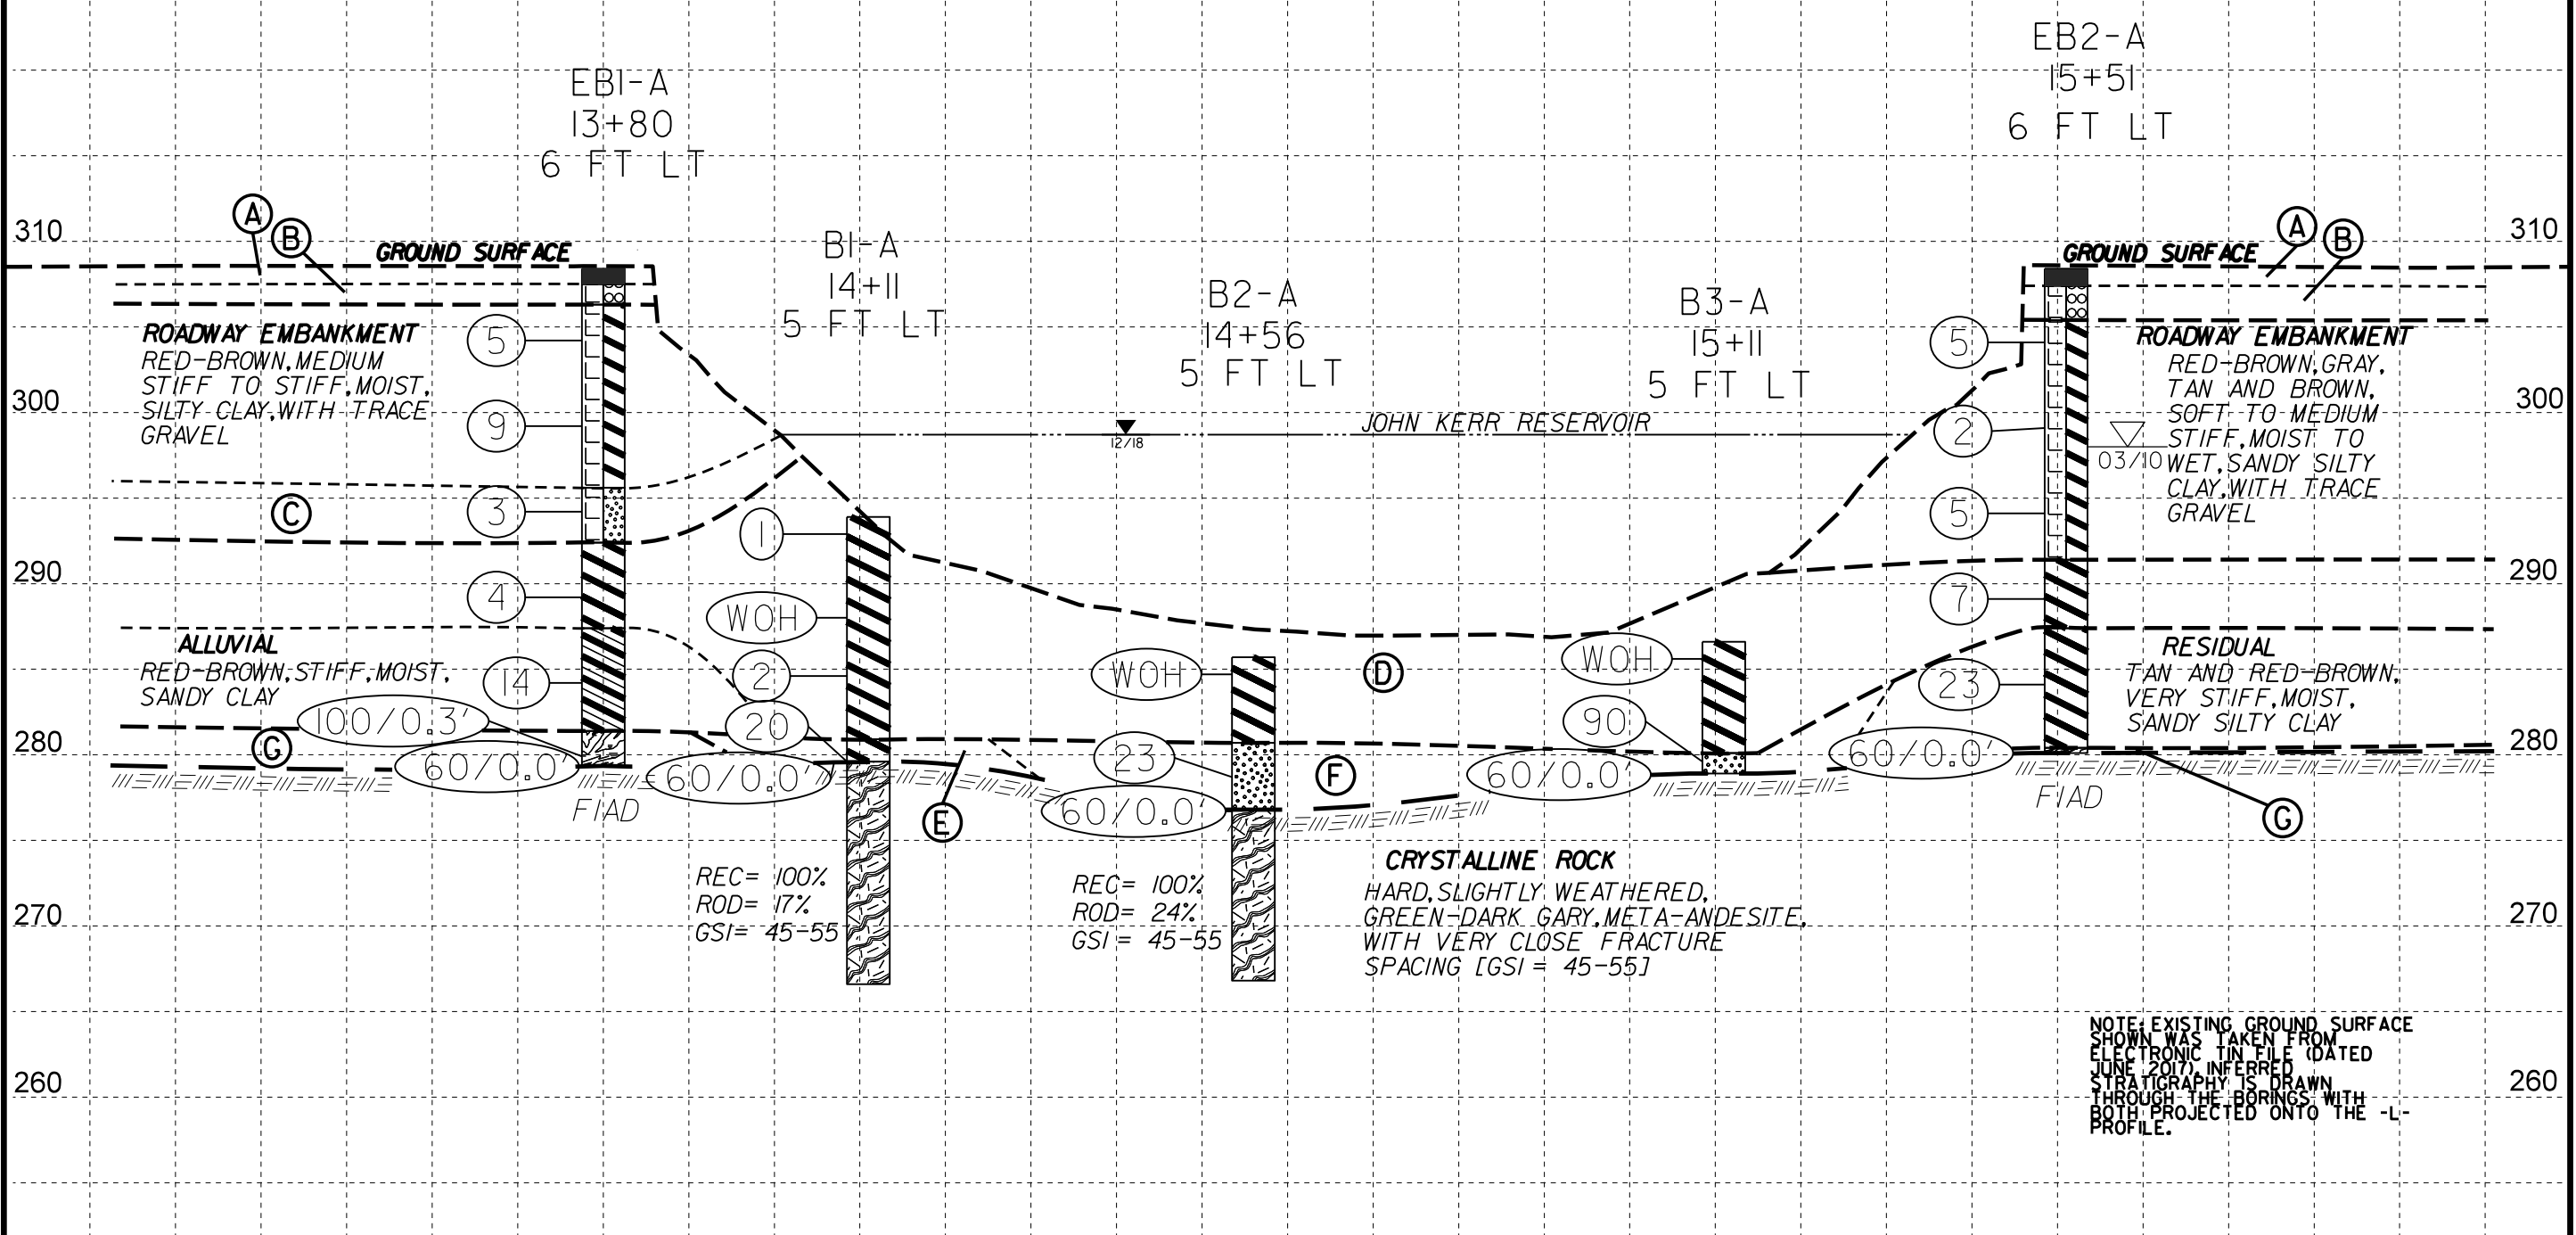 EB1-A
13+80
6 FT LT
B1-A
14+11
5 FT LT
B2-A
14+56
5 FT LT
B3-A
15+11
5 FT LT
EB2-A
15+51
6 FT LT
310
300
290
280
270
260
A
B
GROUND SURFACE
ROADWAY EMBANKMENT
RED-BROWN,MEDIUM
STIFF TO STIFF,MOIST,
SILTY CLAY,WITH TRACE
GRAVEL
C
ALLUVIAL
RED-BROWN,STIFF,MOIST,
SANDY CLAY
G
5
9
3
4
14
100/0.3'
60/0.0'
FIAD
1
WOH
2
20
60/0.0'
REC= 100%
RQD= 17%
GSI= 45-55
E
JOHN KERR RESERVOIR
12/18
WOH
23
60/0.0'
REC= 100%
RQD= 24%
GSI = 45-55
D
F
CRYSTALLINE ROCK
HARD,SLIGHTLY WEATHERED,
GREEN-DARK GARY,META-ANDESITE,
WITH VERY CLOSE FRACTURE
SPACING [GSI = 45-55]
WOH
90
60/0.0'
5
2
5
7
23
60/0.0'
FIAD
03/10
A
B
GROUND SURFACE
ROADWAY EMBANKMENT
RED-BROWN,GRAY,
TAN AND BROWN,
SOFT TO MEDIUM
STIFF,MOIST TO
WET,SANDY SILTY
CLAY,WITH TRACE
GRAVEL
RESIDUAL
TAN AND RED-BROWN,
VERY STIFF,MOIST,
SANDY SILTY CLAY
G
310
300
290
280
270
260
NOTE: EXISTING GROUND SURFACE
SHOWN WAS TAKEN FROM
ELECTRONIC TIN FILE (DATED
JUNE 2017). INFERRED
STRATIGRAPHY IS DRAWN
THROUGH THE BORINGS WITH
BOTH PROJECTED ONTO THE -L-
PROFILE.